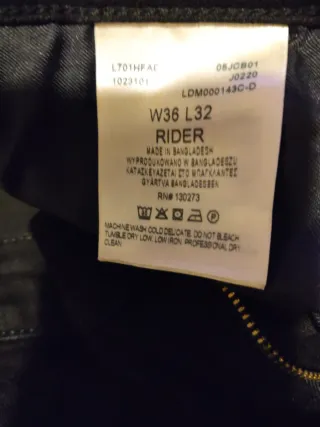 L701HFAE 06JCB01
1023101 J0220
LDM000143C-D
W36 L32
RIDER
MADE IN BANGLADESH
WYPRODUKOWANO W BANGLADESZU
ΚΑΤΑΣΚΕΥΑΖΕΤΑΙ ΣΤΟ ΜΠΑΓΚΛΑΝΤΕΣ
GYÁRTVA BANGLADESBEN
RN# 130273
MACHINE WASH COLD DELICATE. DO NOT BLEACH
TUMBLE DRY LOW. LOW IRON. PROFESSIONAL DRY
CLEAN